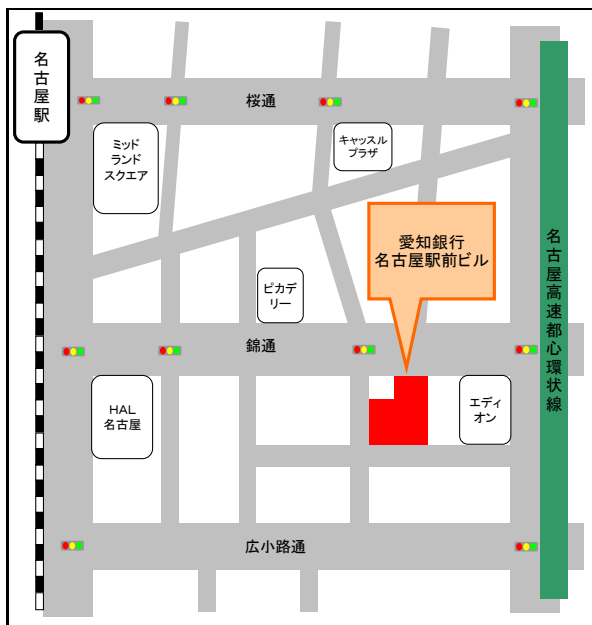 名古屋駅
桜通
ミッド
ランド
スクエア
キャッスル
プラザ
愛知銀行
名古屋駅前ビル
名古屋高速都心環状線
ピカデ
リー
錦通
HAL
名古屋
エディ
オン
広小路通